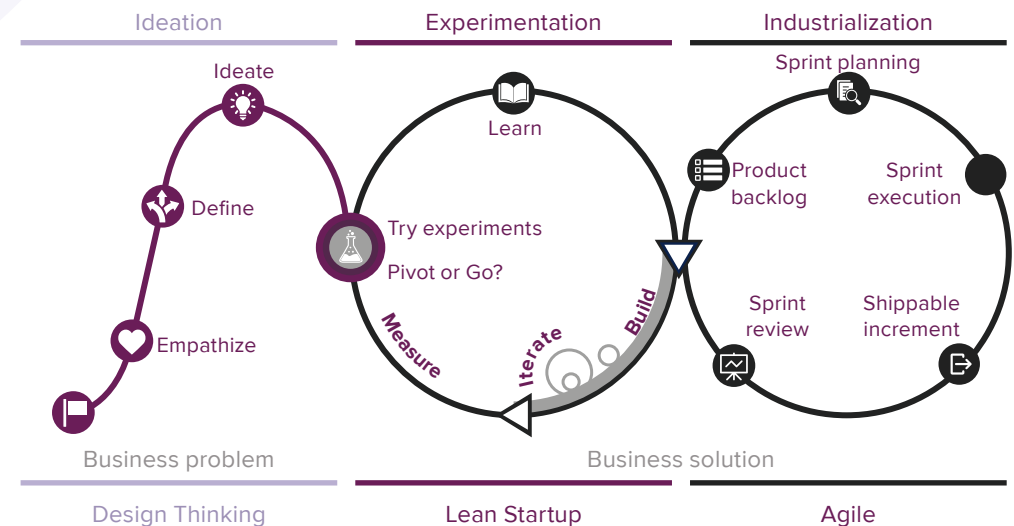 Ideation
Experimentation
Industrialization
Ideate
Define
Empathize
Learn
Try experiments
Pivot or Go?
Measure
Iterate
Build
Sprint planning
Product
backlog
Sprint
execution
Sprint
review
Shippable
increment
Business problem
Business solution
Design Thinking
Lean Startup
Agile